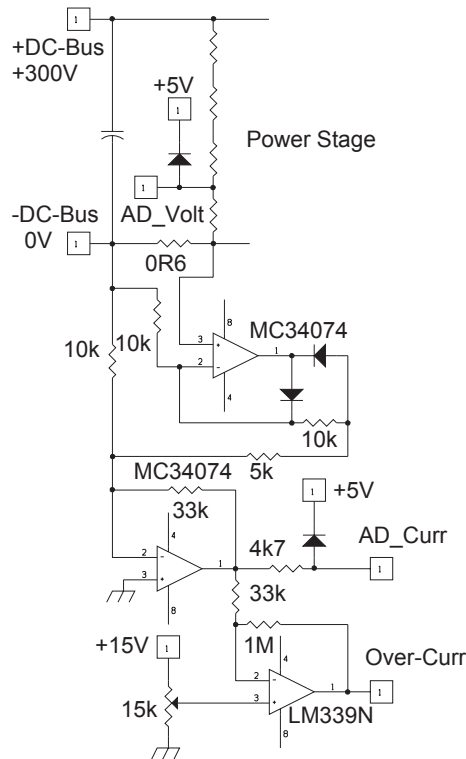 1
+DC-Bus
+300V
+5V
1
Power Stage
1
-DC-Bus
AD_Volt
0V
1
0R6
8
MC34074
10k
10k
3
+
1
2
-
4
10k
5k
MC34074
+5V
33k
1
AD_Curr
4
4k7
2
-
1
1
3
+
33k
8
+15V
1M
Over-Curr
1
4
2
-
1
1
15k
3
+
LM339N
8